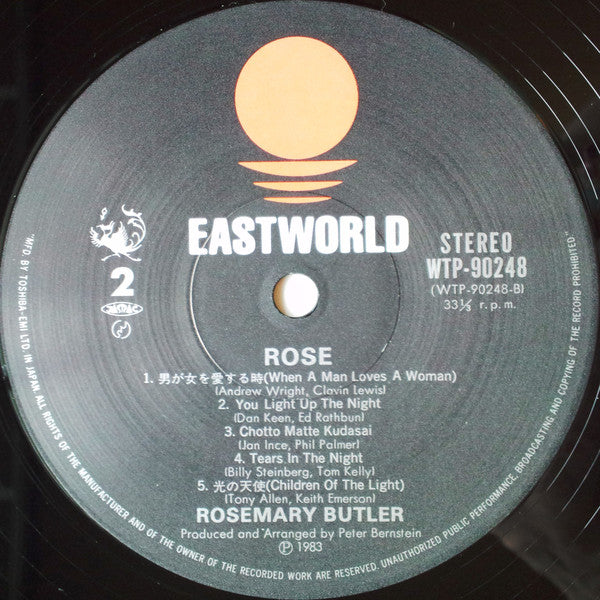 EASTWORLD
STEREO
WTP-90248
(WTP-90248-B)
33⅓ r.p.m.
2
ROSE
1. 男が女を愛する時(When A Man Loves A Woman)
(Andrew Wright, Clavin Lewis)
2. You Light Up The Night
(Dan Keen, Ed Rathbun)
3. Chotto Matte Kudasai
(Jan Ince, Phil Palmer)
4. Tears In The Night
(Billy Steinberg, Tom Kelly)
5. 光の天使(Children Of The Light)
(Tony Allen, Keith Emerson)
ROSEMARY BUTLER
Produced and Arranged by Peter Bernstein
Ⓟ 1983
"MFD. BY TOSHIBA-EMI LTD. IN JAPAN ALL RIGHTS OF THE MANUFACTURER AND OF THE OWNER OF THE RECORDED WORK ARE RESERVED. UNAUTHORIZED PUBLIC PERFORMANCE, BROADCASTING AND COPYING OF THE RECORD PROHIBITED"